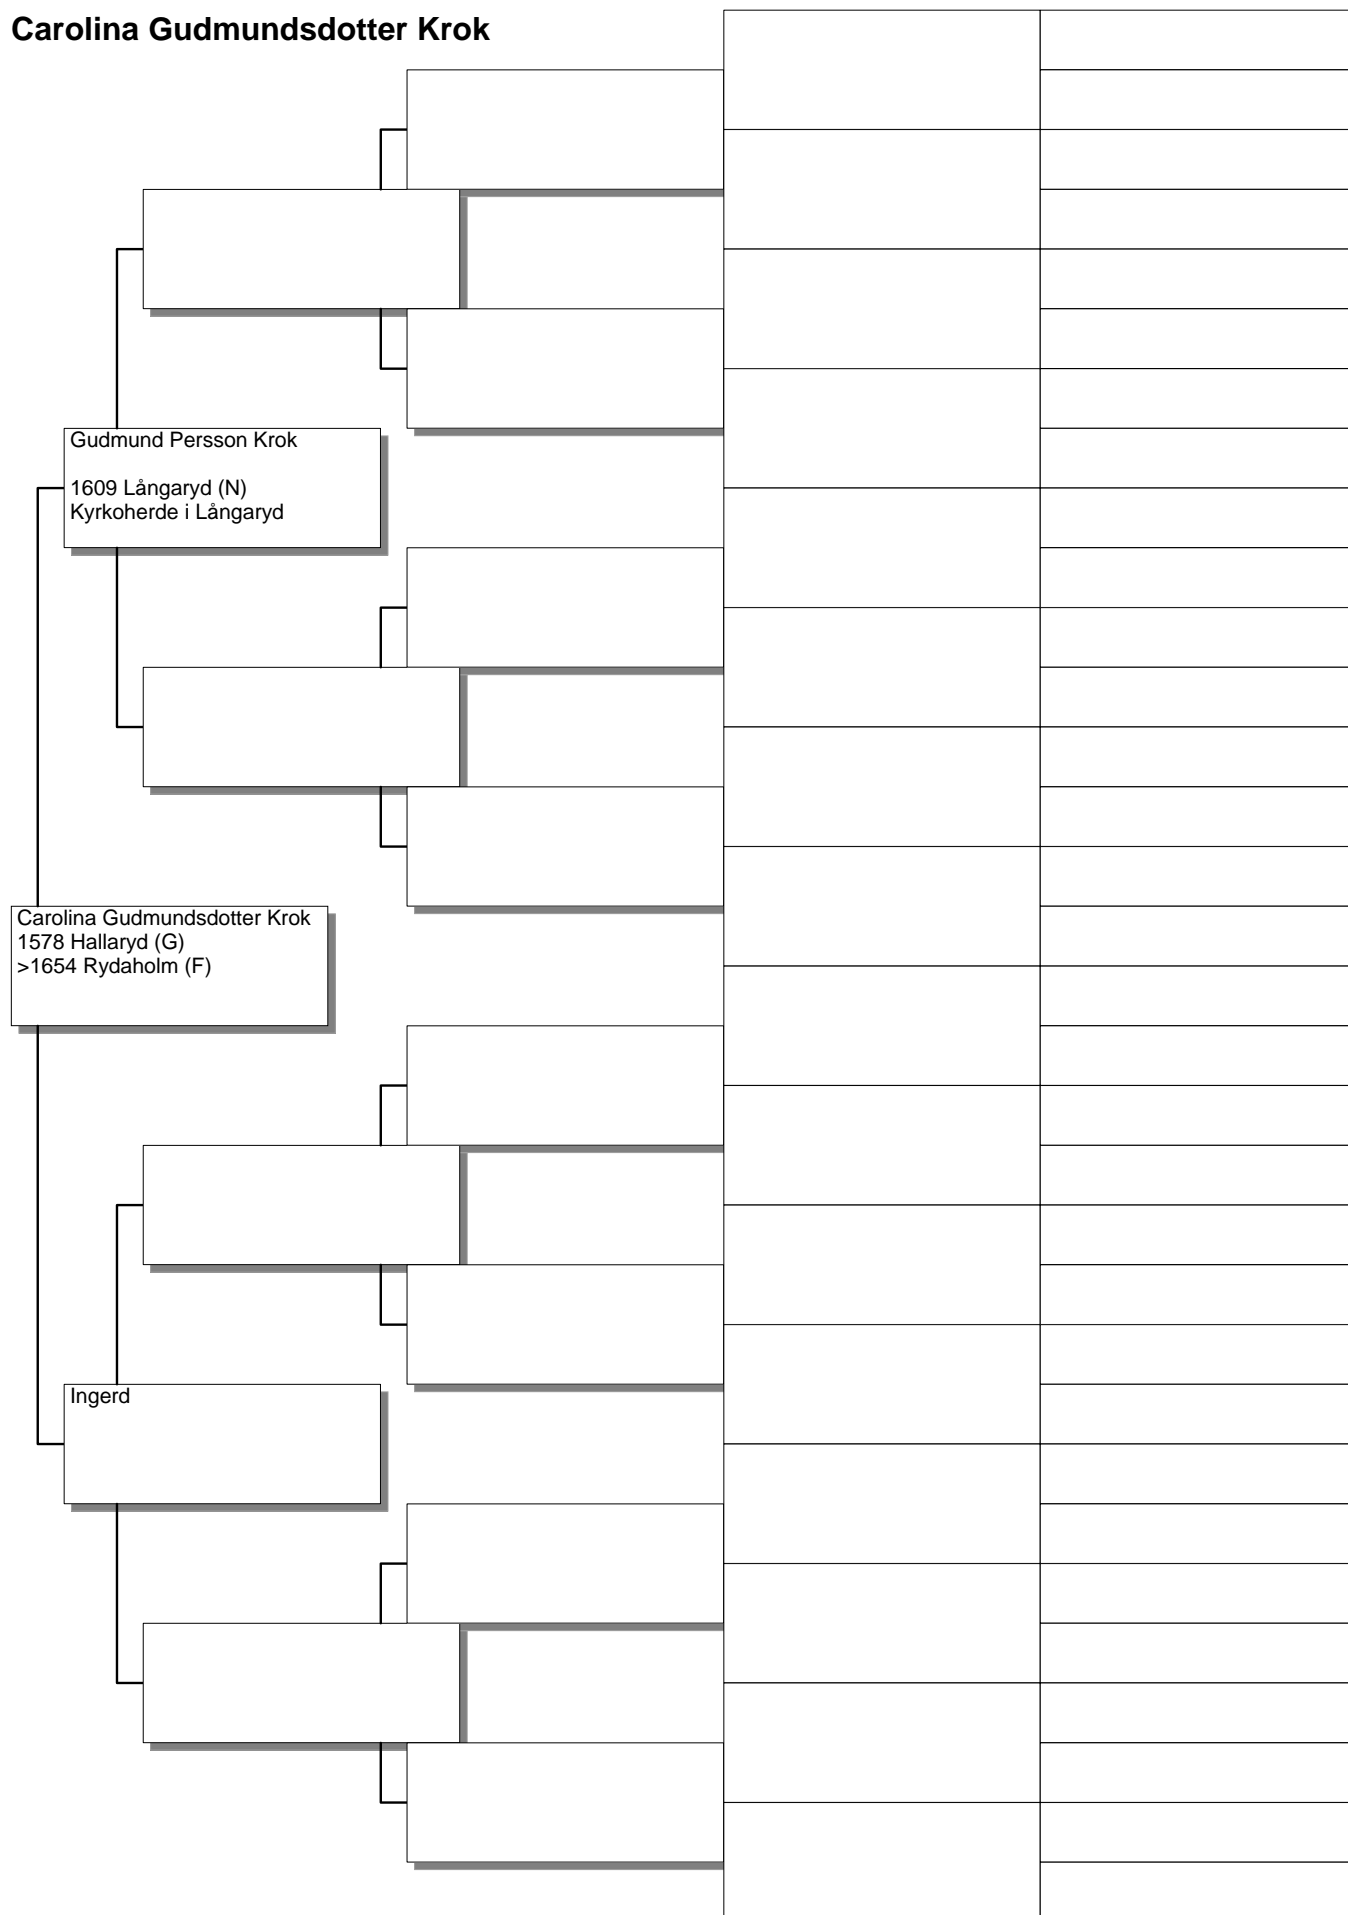 Carolina Gudmundsdotter Krok
Gudmund Persson Krok
1609 Långaryd (N)
Kyrkoherde i Långaryd
Carolina Gudmundsdotter Krok
1578 Hallaryd (G)
>1654 Rydaholm (F)
Ingerd